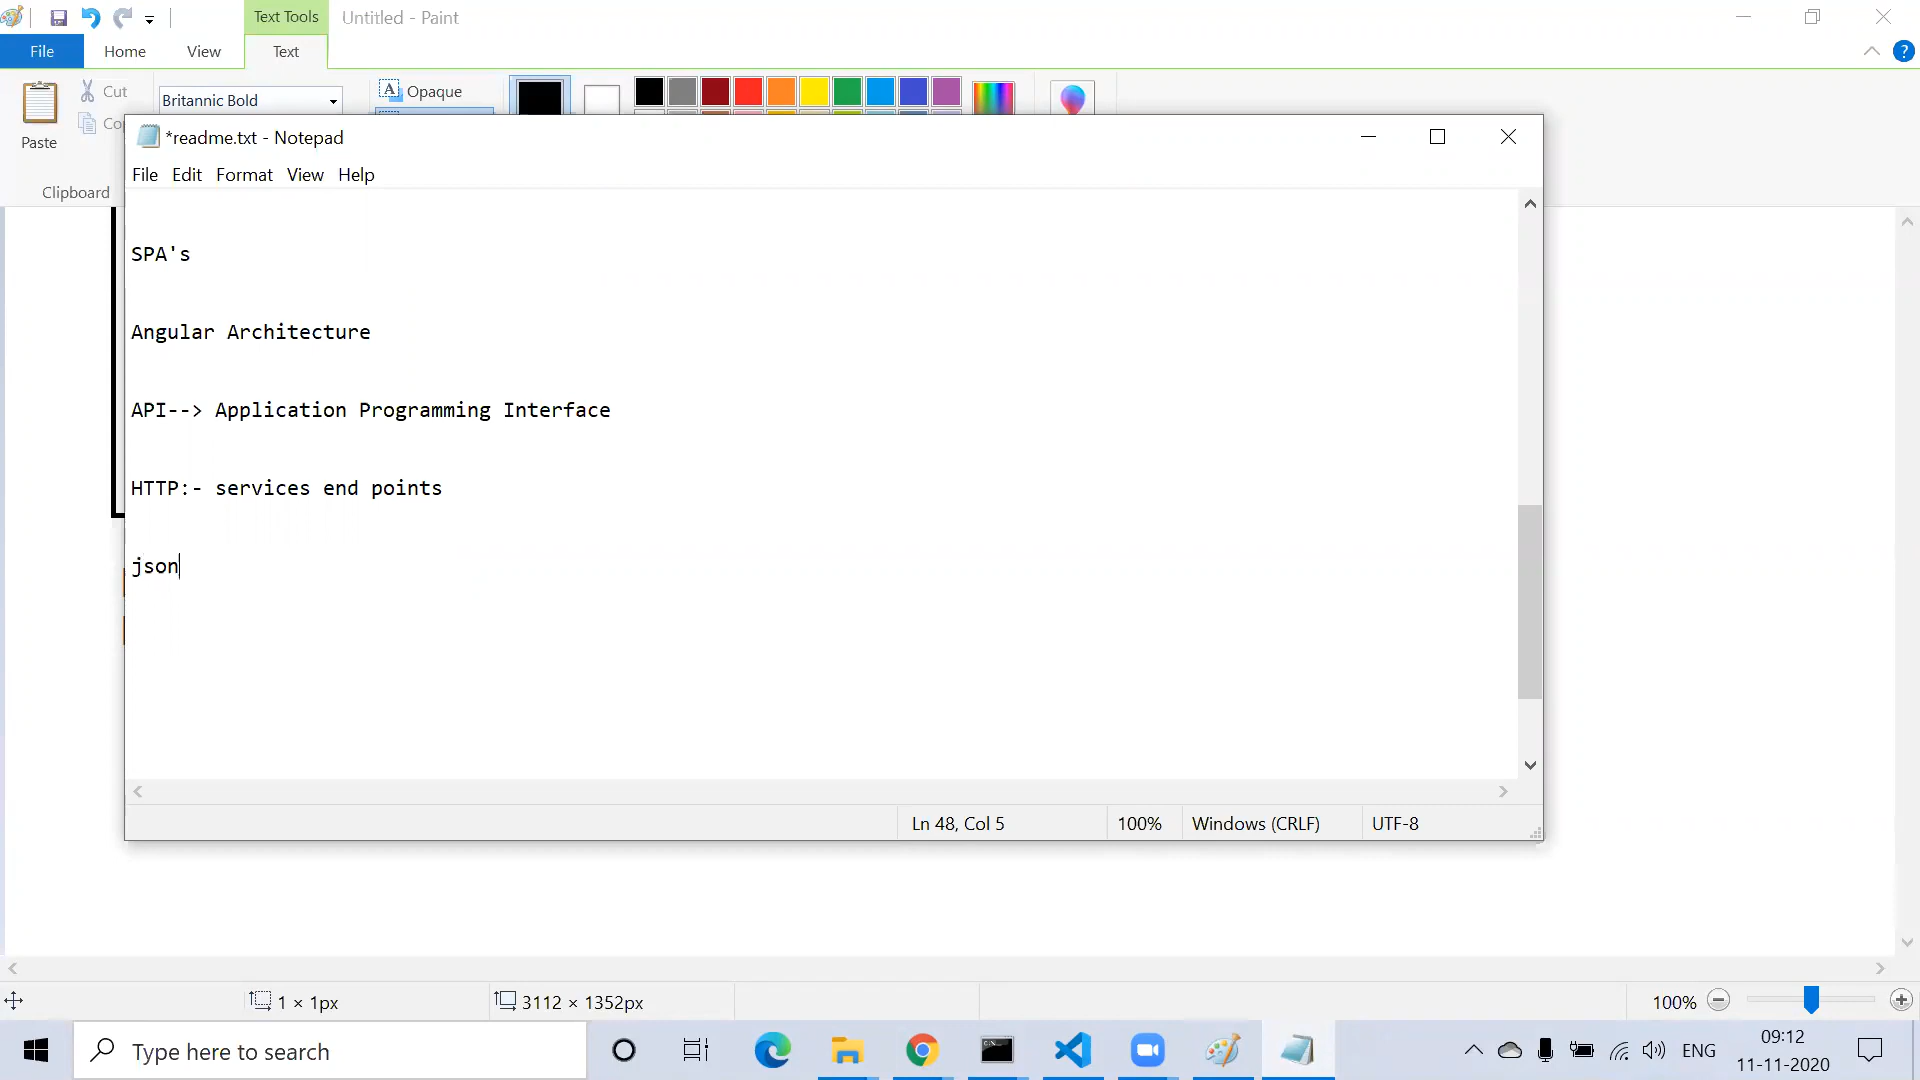 Text Tools
Untitled - Paint
File
Home
View
Text
Cut
Britannic Bold
Opaque
Paste
Clipboard
*readme.txt - Notepad
File Edit Format View Help
SPA's
Angular Architecture
API--> Application Programming Interface
HTTP:- services end points
json
Ln 48, Col 5
100%
Windows (CRLF)
UTF-8
1 × 1px
3112 × 1352px
100%
Type here to search
ENG
09:12
11-11-2020